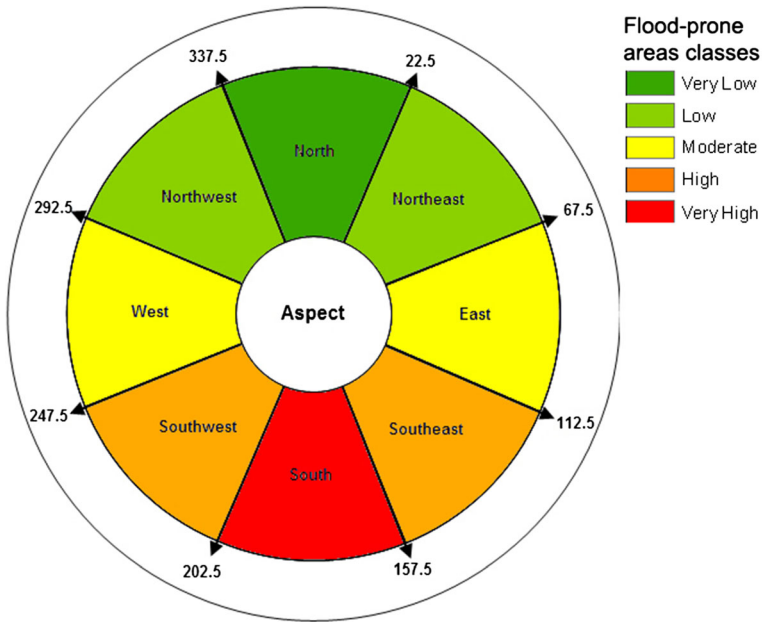 Flood-prone
areas classes
Very Low
Low
Moderate
High
Very High
337.5
22.5
North
Northwest
Northeast
292.5
67.5
West
Aspect
East
247.5
112.5
Southwest
Southeast
South
202.5
157.5